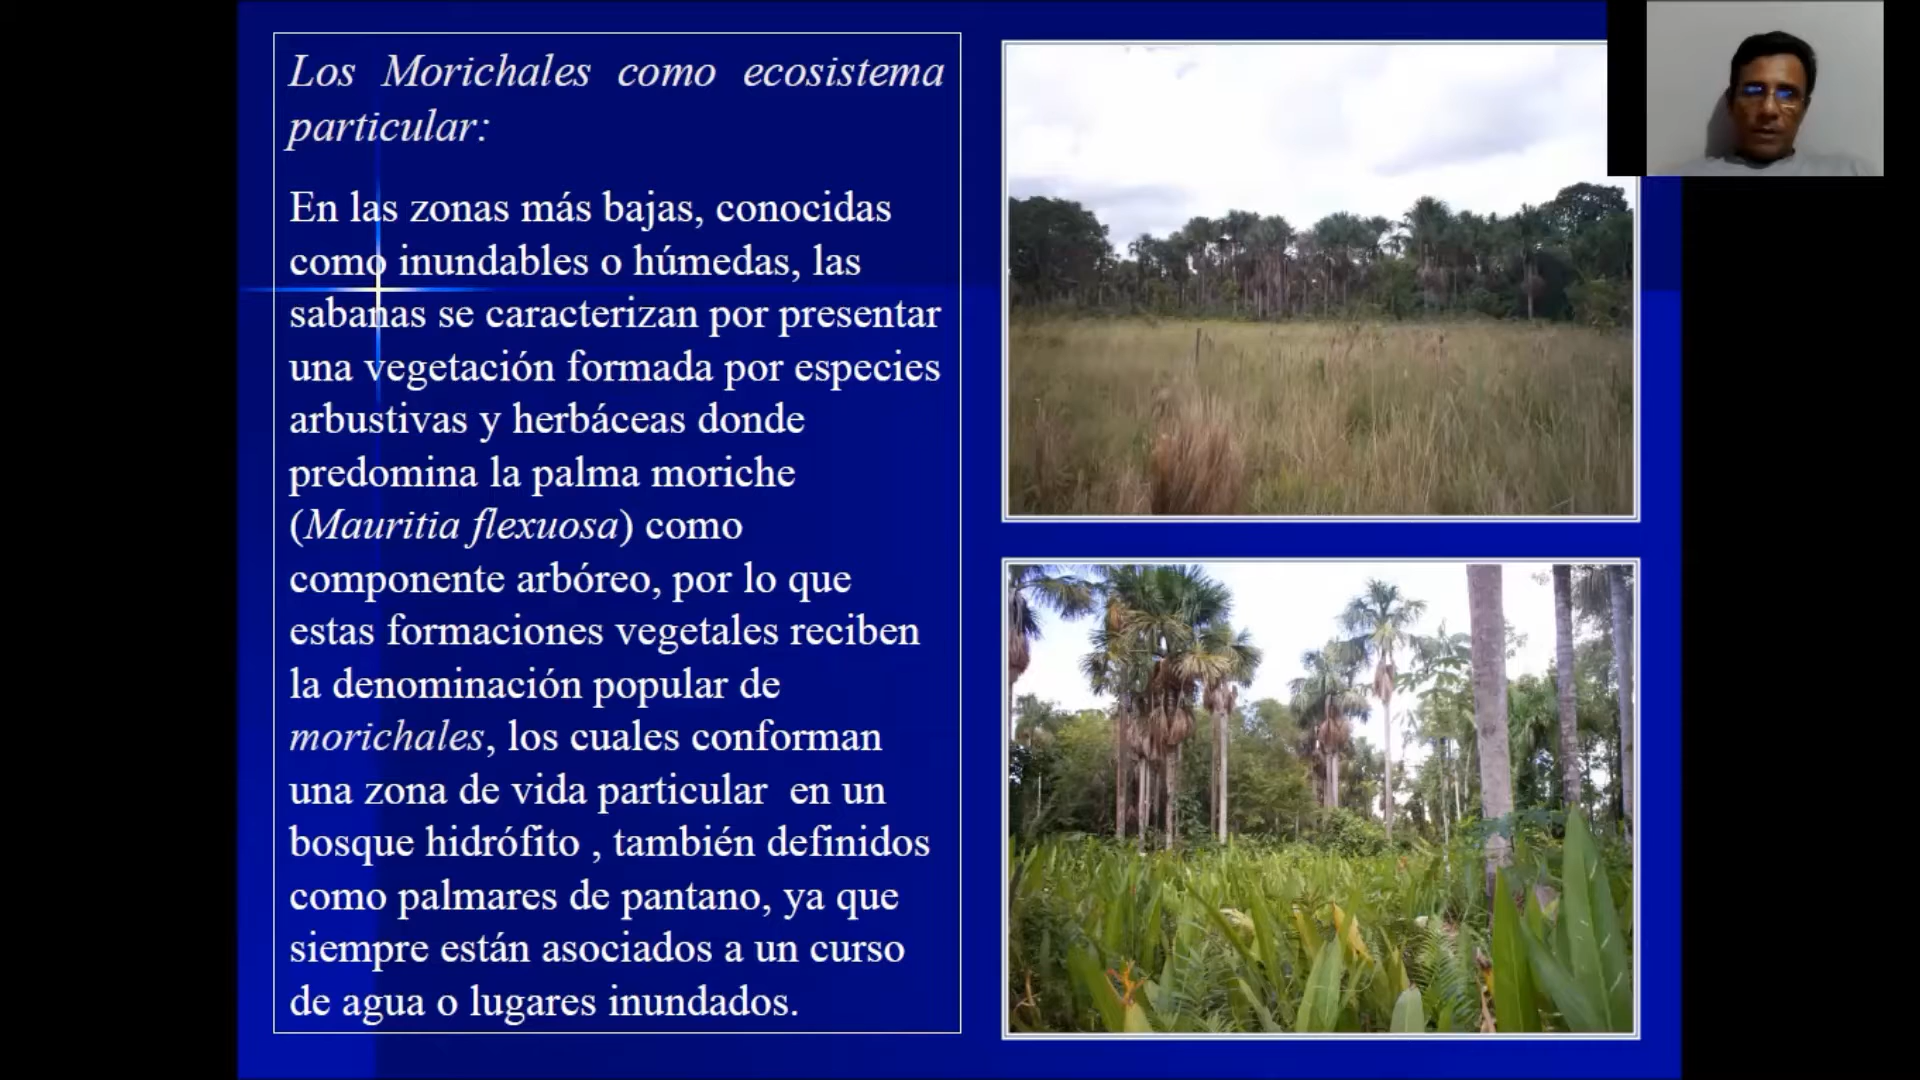 Los Morichales como ecosistema
particular:
En las zonas más bajas, conocidas
como inundables o húmedas, las
sabanas se caracterizan por presentar
una vegetación formada por especies
arbustivas y herbáceas donde
predomina la palma moriche
(Mauritia flexuosa) como
componente arbóreo, por lo que
estas formaciones vegetales reciben
la denominación popular de
morichales, los cuales conforman
una zona de vida particular  en un
bosque hidrófito , también definidos
como palmares de pantano, ya que
siempre están asociados a un curso
de agua o lugares inundados.